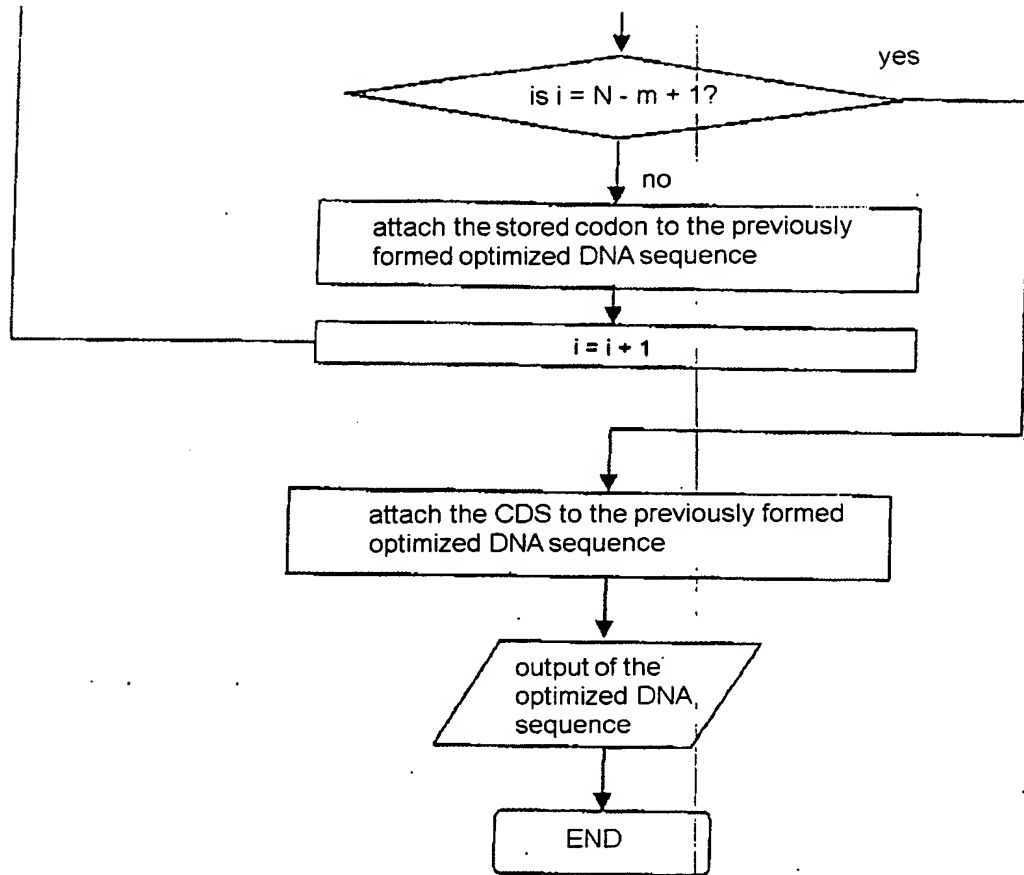 yes
is i = N - m + 1?
no
attach the stored codon to the previously
formed optimized DNA sequence
i = i + 1
attach the CDS to the previously formed
optimized DNA sequence
output of the
optimized DNA
sequence
END